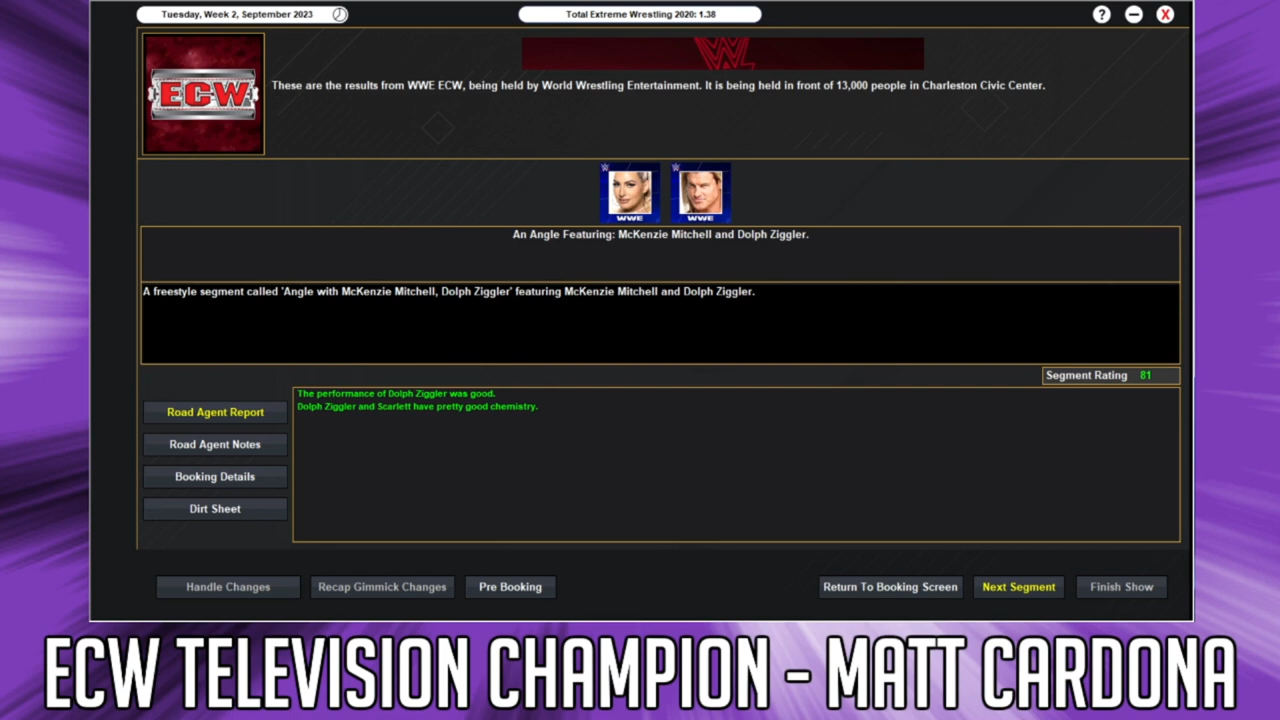 Tuesday, Week 2, September 2023
Total Extreme Wrestling 2020: 1.38
?
X
ECW
These are the results from WWE ECW, being held by World Wrestling Entertainment. It is being held in front of 13,000 people in Charleston Civic Center.
WWE WWE
An Angle Featuring: McKenzie Mitchell and Dolph Ziggler.
A freestyle segment called 'Angle with McKenzie Mitchell, Dolph Ziggler' featuring McKenzie Mitchell and Dolph Ziggler.
Segment Rating 81
The performance of Dolph Ziggler was good.
Dolph Ziggler and Scarlett have pretty good chemistry.
Road Agent Report
Road Agent Notes
Booking Details
Dirt Sheet
Handle Changes Recap Gimmick Changes Pre Booking Return To Booking Screen Next Segment Finish Show
ECW TELEVISION CHAMPION - MATT CARDONA